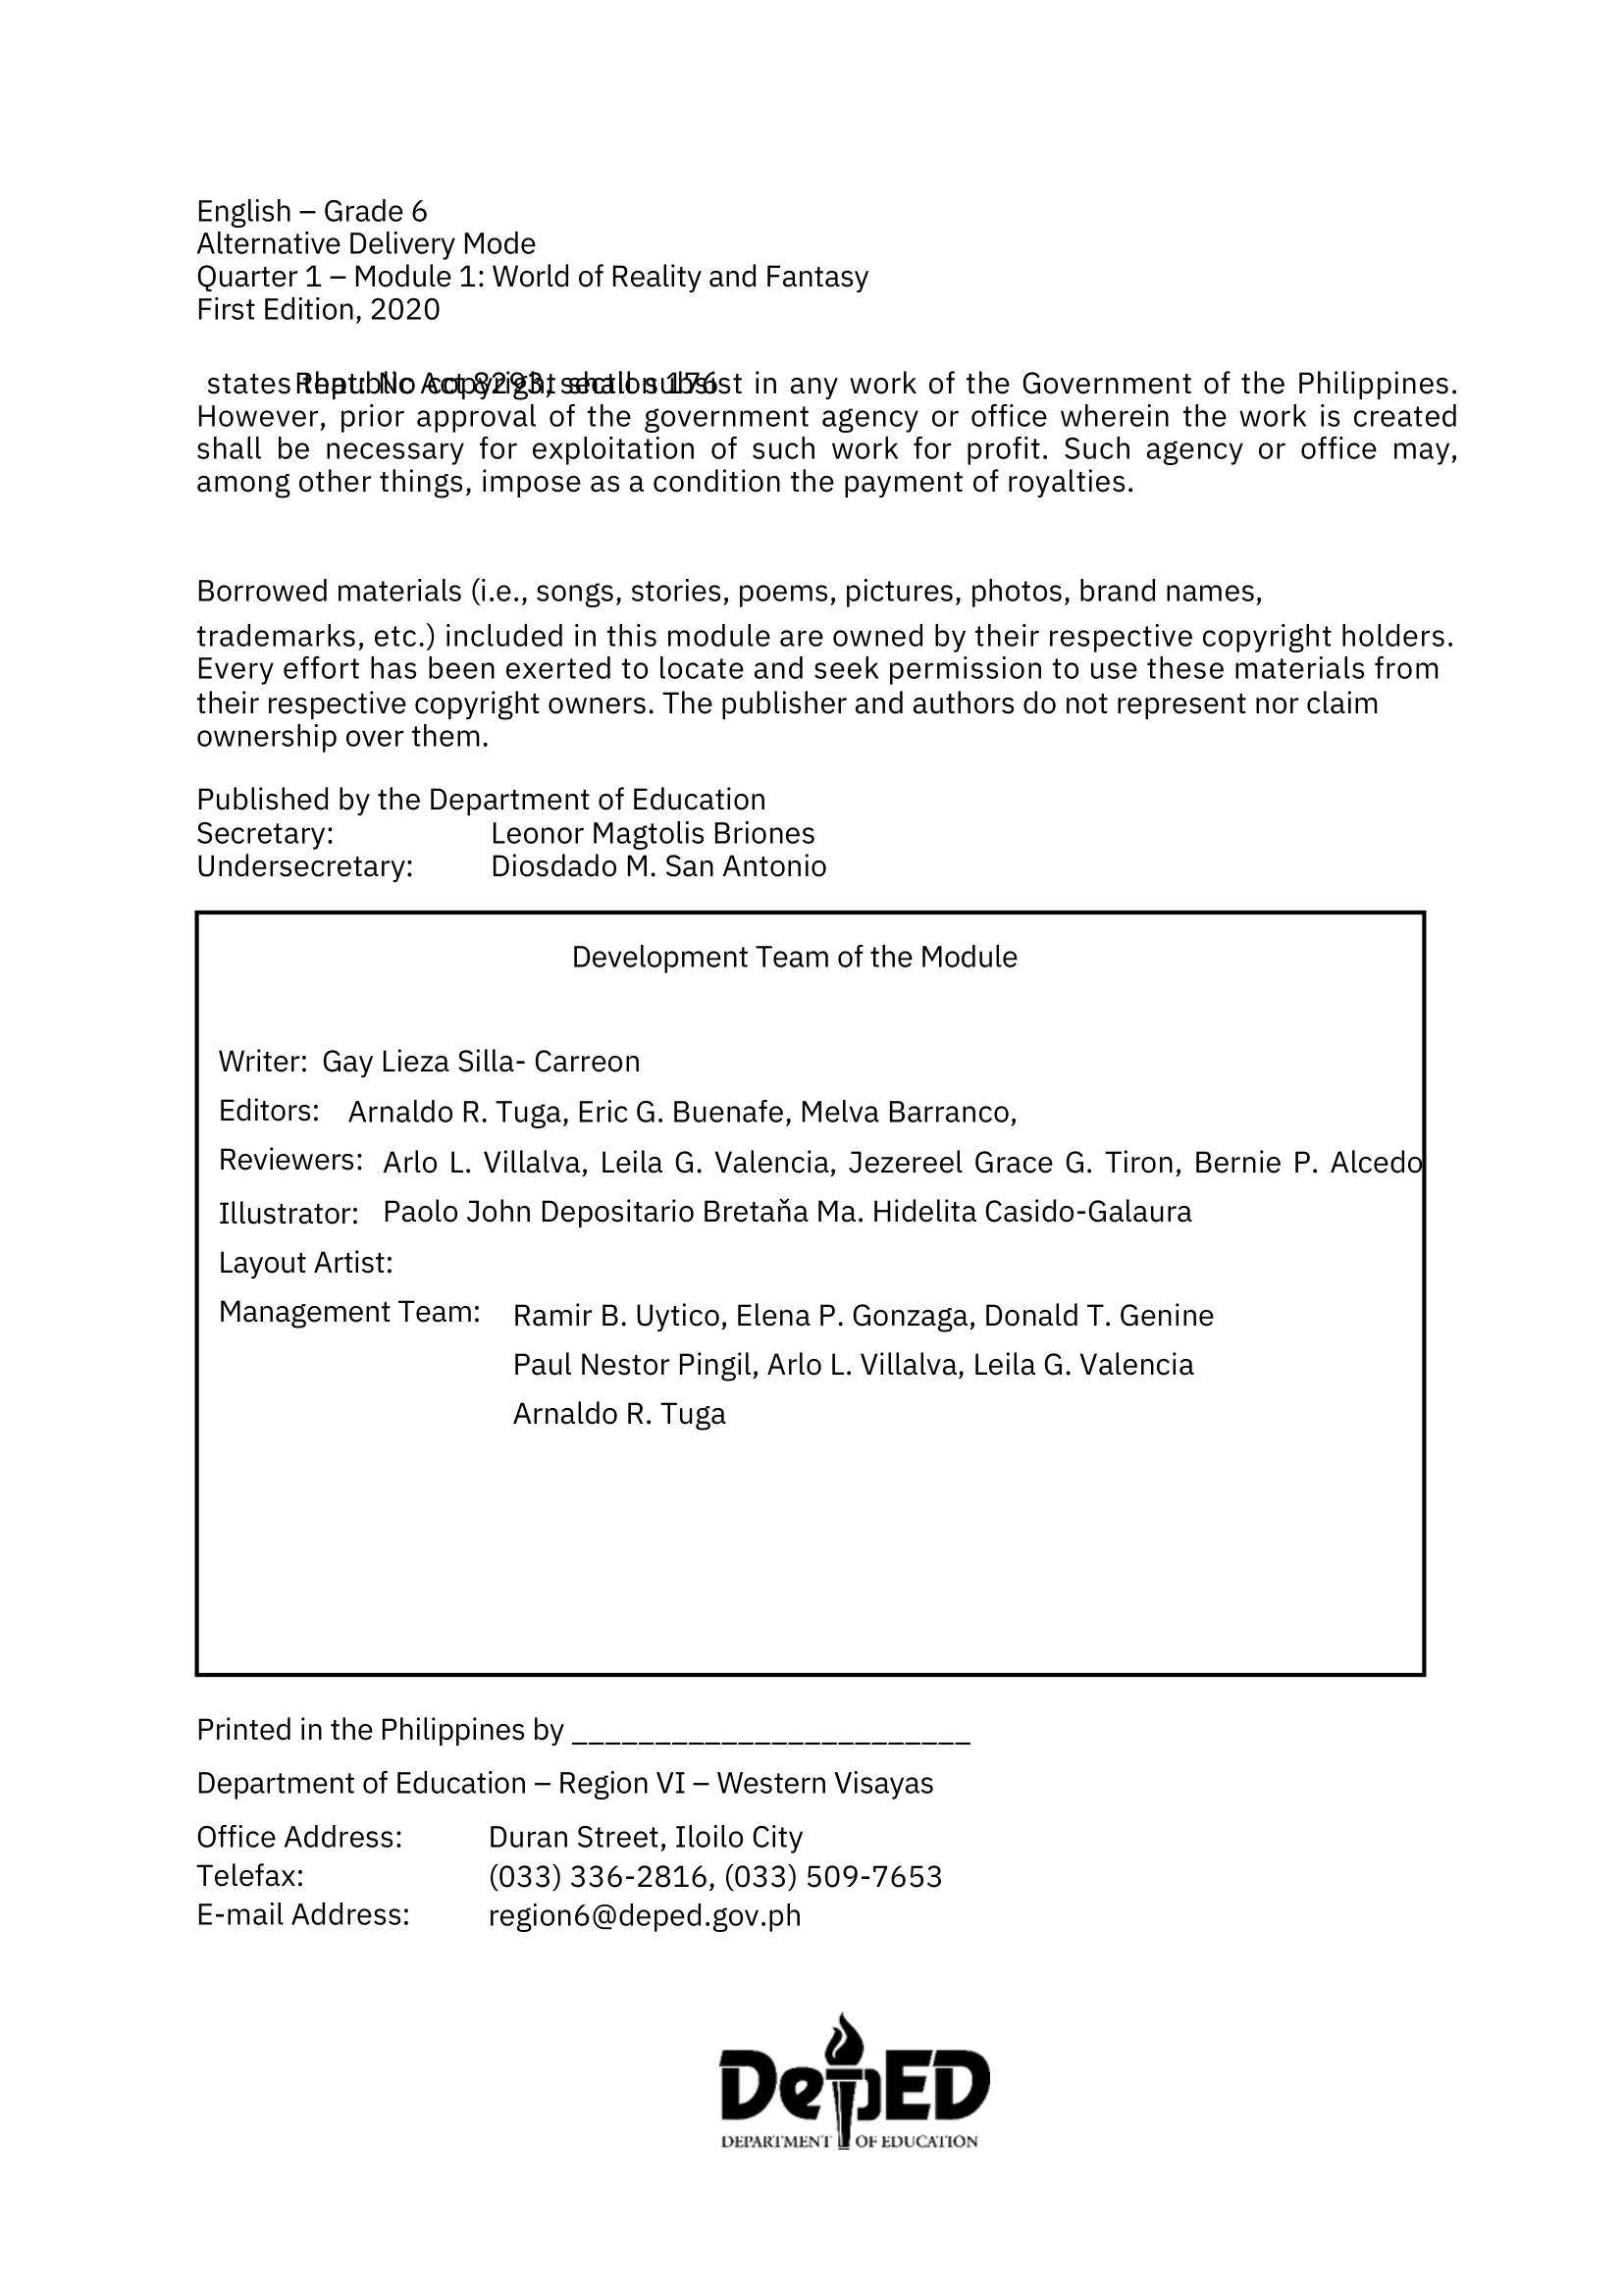 English – Grade 6
Alternative Delivery Mode
Quarter 1 – Module 1: World of Reality and Fantasy
First Edition, 2020
Republic Act 8293, section 176
states that: No copyright shall subsist in any work of the Government of the Philippines.
However, prior approval of the government agency or office wherein the work is created
shall be necessary for exploitation of such work for profit. Such agency or office may,
among other things, impose as a condition the payment of royalties.
Borrowed materials (i.e., songs, stories, poems, pictures, photos, brand names,
trademarks, etc.) included in this module are owned by their respective copyright holders.
Every effort has been exerted to locate and seek permission to use these materials from
their respective copyright owners. The publisher and authors do not represent nor claim
ownership over them.
Published by the Department of Education
Secretary: Leonor Magtolis Briones
Undersecretary: Diosdado M. San Antonio
Development Team of the Module
Writer: Gay Lieza Silla- Carreon
Editors: Arnaldo R. Tuga, Eric G. Buenafe, Melva Barranco,
Reviewers: Arlo L. Villalva, Leila G. Valencia, Jezereel Grace G. Tiron, Bernie P. Alcedo
Illustrator: Paolo John Depositario Bretaňa Ma. Hidelita Casido-Galaura
Layout Artist:
Management Team: Ramir B. Uytico, Elena P. Gonzaga, Donald T. Genine
Paul Nestor Pingil, Arlo L. Villalva, Leila G. Valencia
Arnaldo R. Tuga
Printed in the Philippines by ________________________
Department of Education – Region VI – Western Visayas
Office Address: Duran Street, Iloilo City
Telefax: (033) 336-2816, (033) 509-7653
E-mail Address: region6@deped.gov.ph
DepED
DEPARTMENT OF EDUCATION